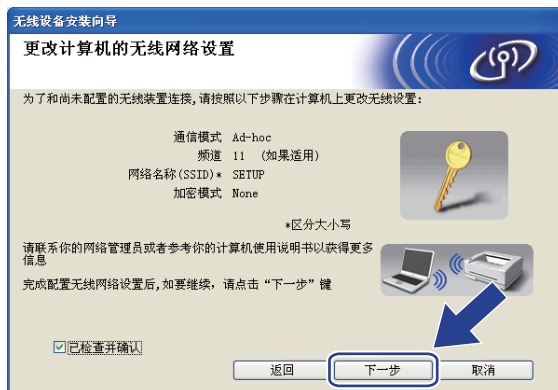 无线设备安装向导
更改计算机的无线网络设置
为了和尚未配置的无线装置连接,请按照以下步骤在计算机上更改无线设置:
通信模式 Ad-hoc
频道 11 (如果适用)
网络名称(SSID)* SETUP
加密模式 None
*区分大小写
请联系你的网络管理员或者参考你的计算机使用说明书以获得更多
信息
完成配置无线网络设置后,如要继续，请点击“下一步”键
已检查并确认
返回 下一步 取消